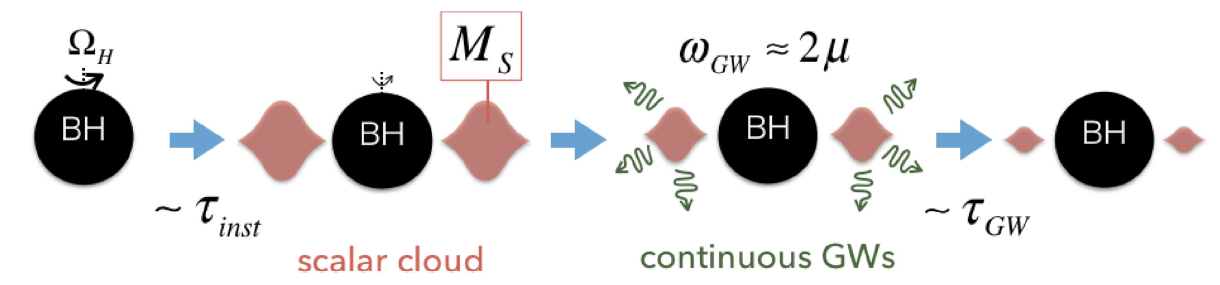 Ω_H
BH
~ τ_inst
M_S
BH
scalar cloud
ω_GW ≈ 2μ
BH
continuous GWs
~ τ_GW
BH